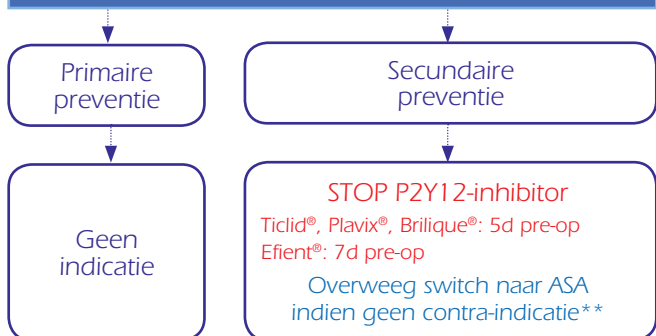 Primaire
preventie
Secundaire
preventie
Geen
indicatie
STOP P2Y12-inhibitor
Ticlid®, Plavix®, Brilique®: 5d pre-op
Efient®: 7d pre-op
Overweeg switch naar ASA
indien geen contra-indicatie**